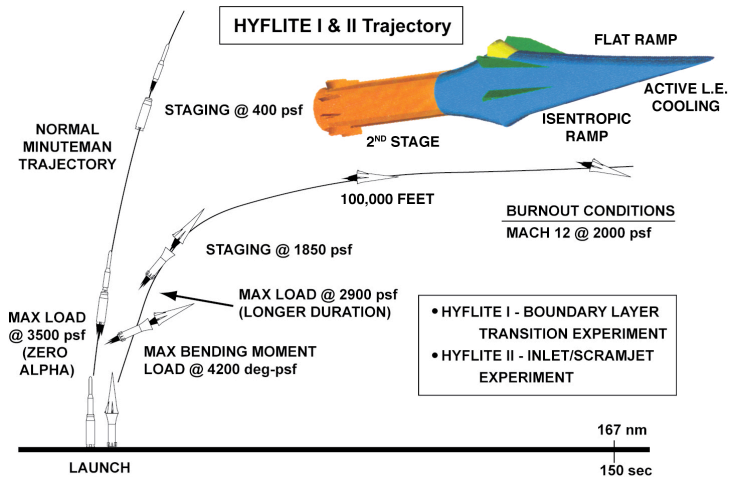 HYFLITE I & II Trajectory
FLAT RAMP
ACTIVE L.E.
COOLING
ISENTROPIC
RAMP
2ND STAGE
STAGING @ 400 psf
NORMAL
MINUTEMAN
TRAJECTORY
100,000 FEET
BURNOUT CONDITIONS
MACH 12 @ 2000 psf
STAGING @ 1850 psf
MAX LOAD @ 2900 psf
(LONGER DURATION)
MAX LOAD
@ 3500 psf
(ZERO
ALPHA)
MAX BENDING MOMENT
LOAD @ 4200 deg-psf
• HYFLITE I - BOUNDARY LAYER
TRANSITION EXPERIMENT
• HYFLITE II - INLET/SCRAMJET
EXPERIMENT
167 nm
LAUNCH
150 sec